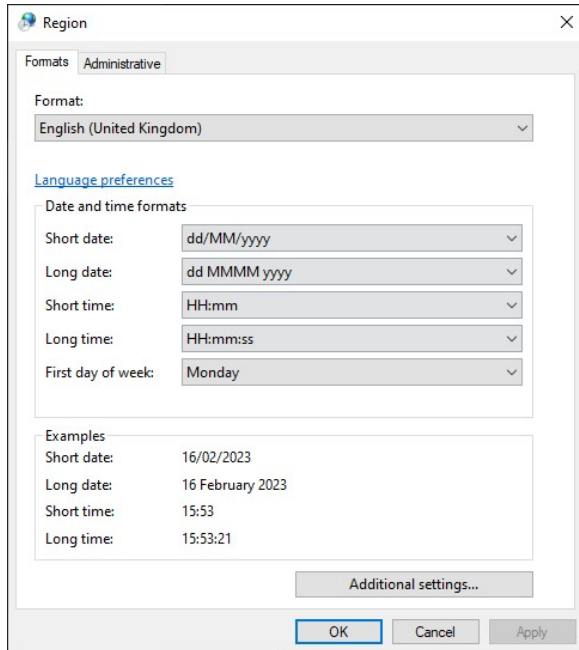 Region
Formats Administrative
Format:
English (United Kingdom)
Language preferences
Date and time formats
Short date: dd/MM/yyyy
Long date: dd MMMM yyyy
Short time: HH:mm
Long time: HH:mm:ss
First day of week: Monday
Examples
Short date: 16/02/2023
Long date: 16 February 2023
Short time: 15:53
Long time: 15:53:21
Additional settings...
OK Cancel Apply